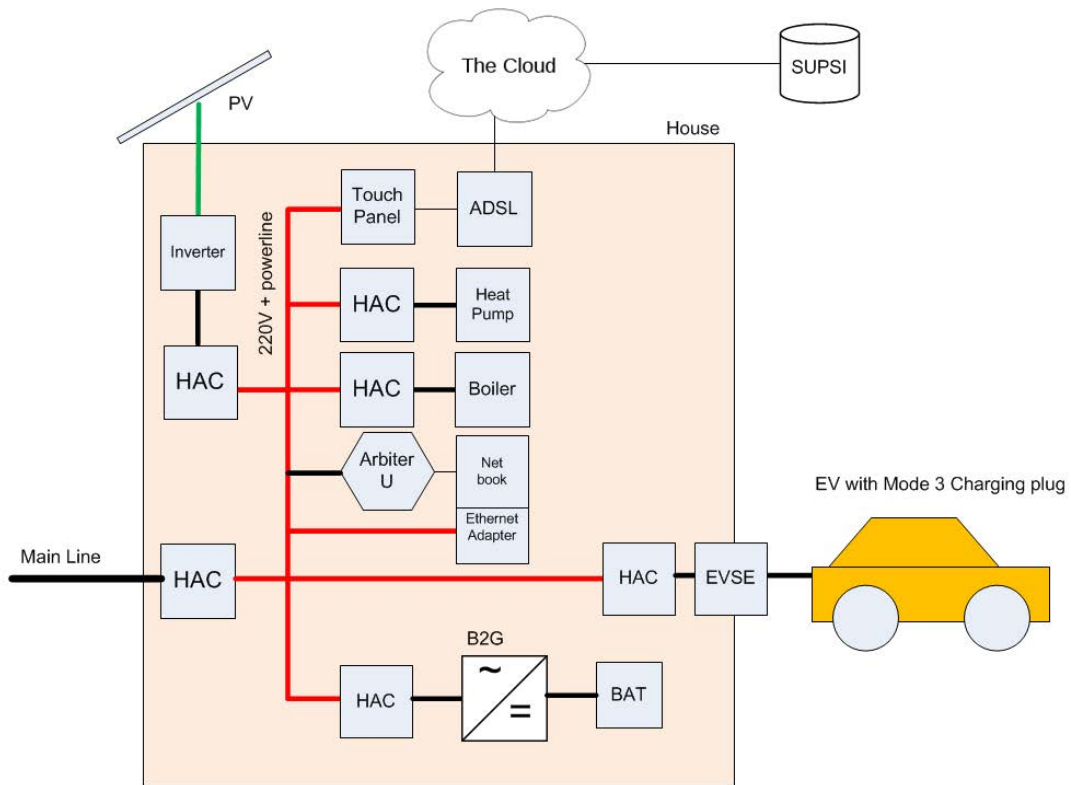 The Cloud
SUPSI
PV
House
Touch
Panel
ADSL
Inverter
220V + powerline
HAC
Heat
Pump
HAC
HAC
Boiler
Arbiter
U
Net
book
Ethernet
Adapter
EV with Mode 3 Charging plug
Main Line
HAC
HAC
EVSE
B2G
HAC
~
=
BAT